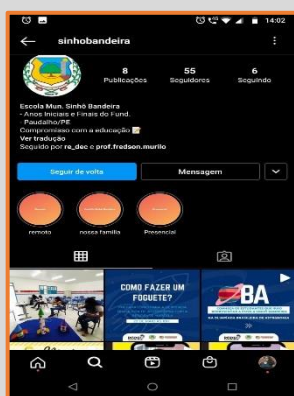 14:02
sinhobandeira
8 55 6
Publicações Seguidores Seguindo
Escola Mun. Sinhô Bandeira
- Anos Iniciais e Finais do Fund.
- Paudalho/PE
Compromisso com a educação
Ver tradução
Seguido por re_dec e prof.fredson.murilo
Seguir de volta Mensagem
remoto nossa família Presencial
COMO FAZER UM
FOGUETE?
BA